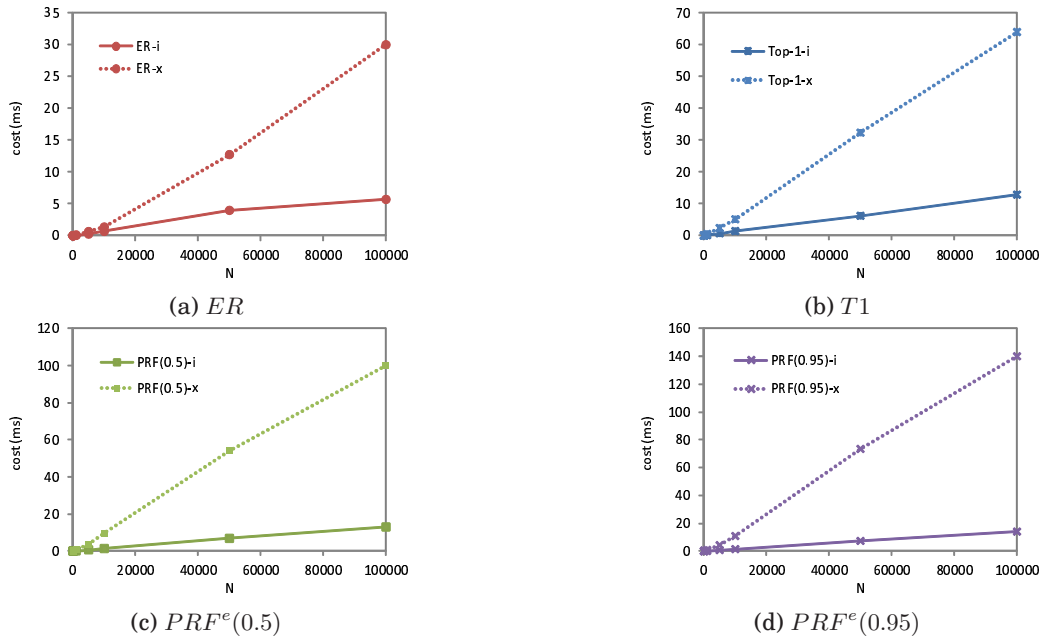 35
30
25
20
15
10
5
0
cost (ms)
ER-i
ER-x
0 20000 40000 60000 80000 100000
N
(a) ER
70
60
50
40
30
20
10
0
cost (ms)
Top-1-i
Top-1-x
0 20000 40000 60000 80000 100000
N
(b) T1
120
100
80
60
40
20
0
cost (ms)
PRF(0.5)-i
PRF(0.5)-x
0 20000 40000 60000 80000 100000
N
(c) PRF^e(0.5)
160
140
120
100
80
60
40
20
0
cost (ms)
PRF(0.95)-i
PRF(0.95)-x
0 20000 40000 60000 80000 100000
N
(d) PRF^e(0.95)